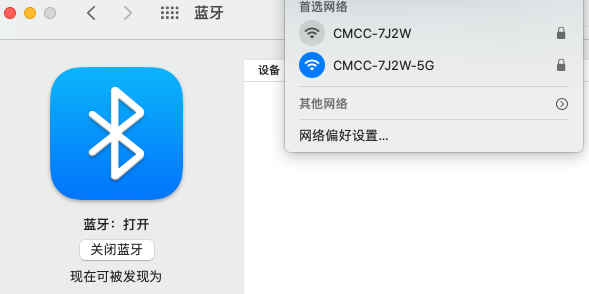 蓝牙
首选网络
CMCC-7J2W
CMCC-7J2W-5G
其他网络
网络偏好设置...
设备
蓝牙：打开
关闭蓝牙
现在可被发现为